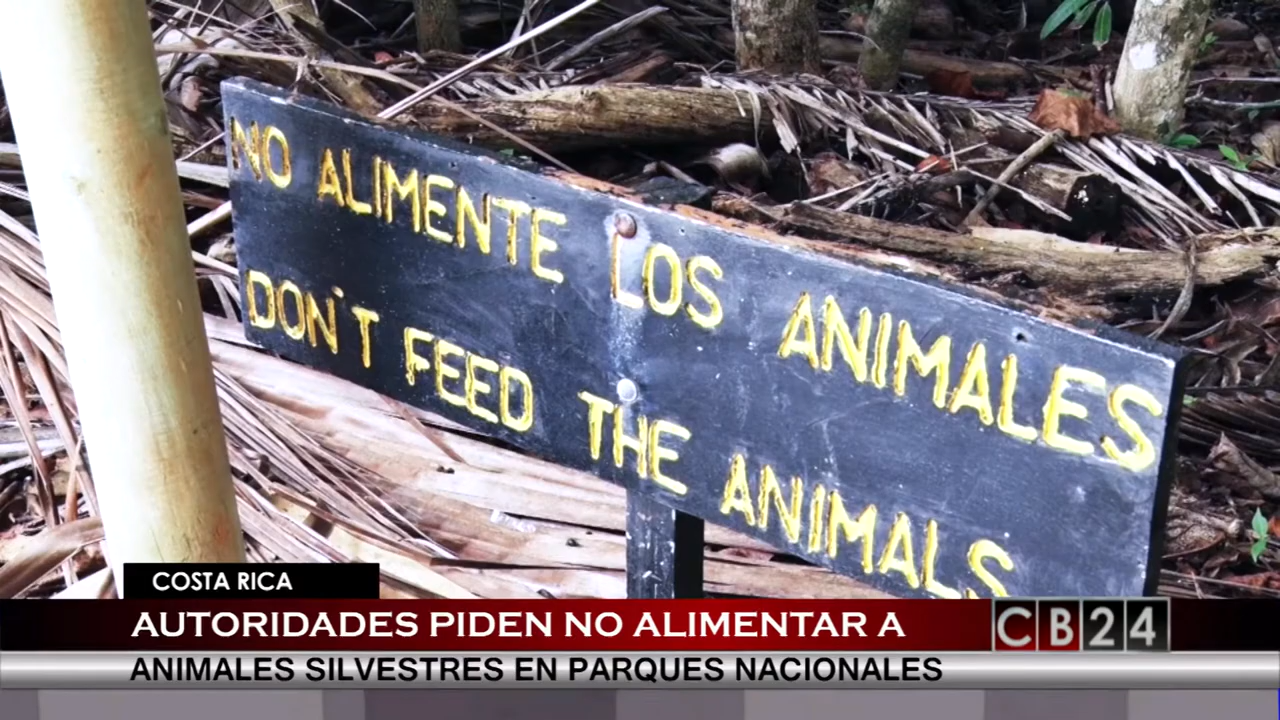 NO ALIMENTE LOS ANIMALES
DON'T FEED THE ANIMALS
COSTA RICA
AUTORIDADES PIDEN NO ALIMENTAR A
CB24
ANIMALES SILVESTRES EN PARQUES NACIONALES